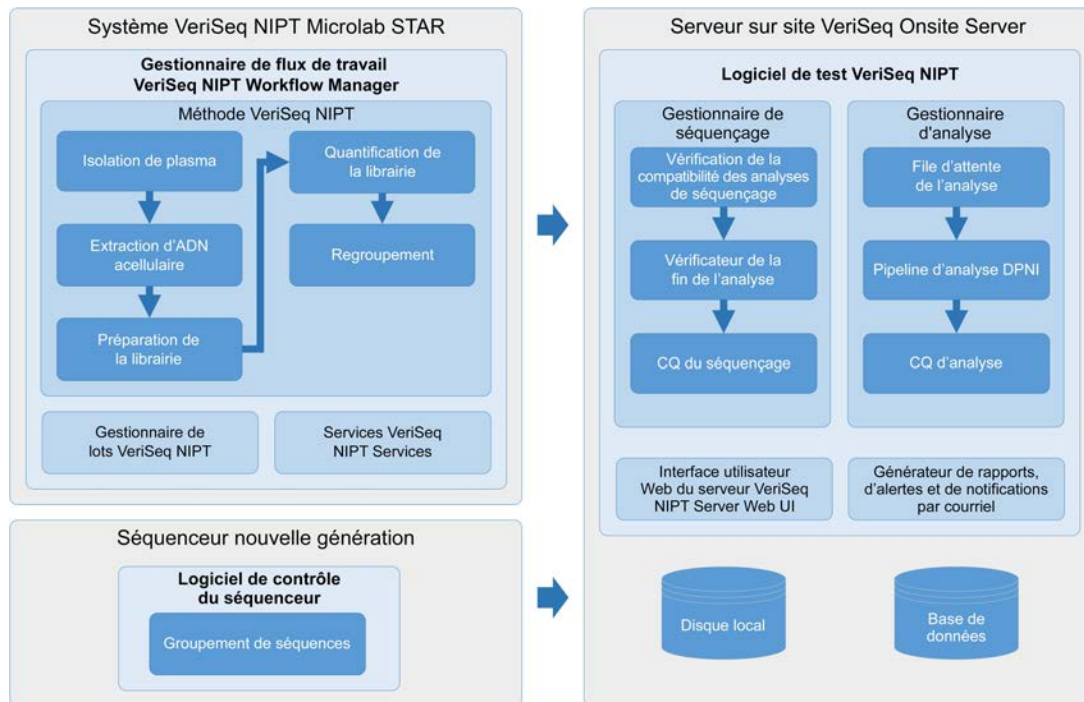 Système VeriSeq NIPT Microlab STAR
Gestionnaire de flux de travail
VeriSeq NIPT Workflow Manager
Méthode VeriSeq NIPT
Isolation de plasma
Extraction d'ADN
acellulaire
Préparation de
la librairie
Quantification de
la librairie
Regroupement
Gestionnaire de
lots VeriSeq NIPT
Services VeriSeq
NIPT Services
Séquenceur nouvelle génération
Logiciel de contrôle
du séquenceur
Groupement de séquences
Serveur sur site VeriSeq Onsite Server
Logiciel de test VeriSeq NIPT
Gestionnaire de
séquençage
Vérification de la
compatibilité des analyses
de séquençage
Vérificateur de la
fin de l'analyse
CQ du séquençage
Gestionnaire
d'analyse
File d'attente
de l'analyse
Pipeline d'analyse DPNI
CQ d'analyse
Interface utilisateur
Web du serveur VeriSeq
NIPT Server Web UI
Générateur de rapports,
d'alertes et de notifications
par courriel
Disque local
Base de
données